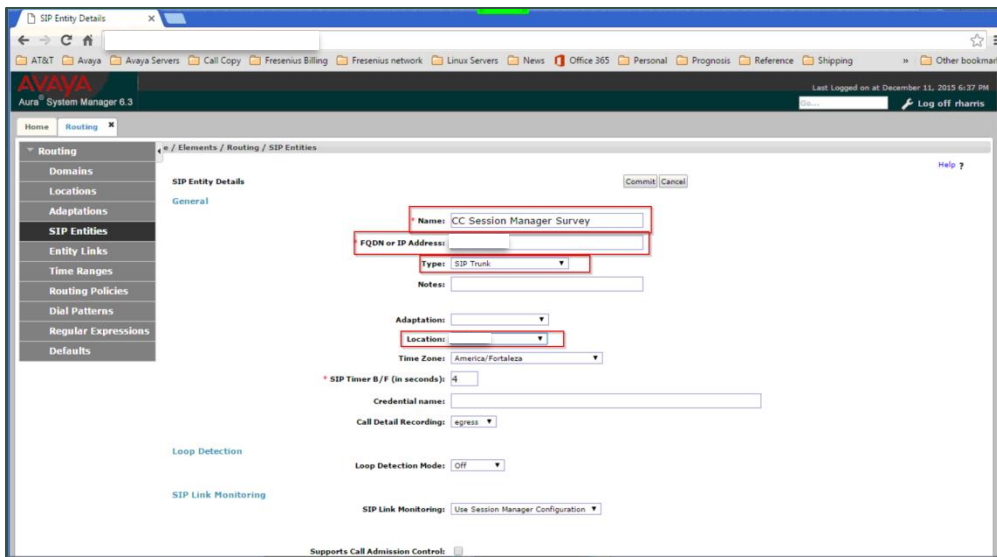 SIP Entity Details
AT&T Avaya Avaya Servers Call Copy Fresenius Billing Fresenius network Linux Servers News Office 365 Personal Prognosis Reference Shipping » Other bookmar
AVAYA
Last Logged on at December 11, 2015 6:37 PM
Aura® System Manager 6.3
Go...
Log off rharris
Home Routing ✖
Routing
Domains
Locations
Adaptations
SIP Entities
Entity Links
Time Ranges
Routing Policies
Dial Patterns
Regular Expressions
Defaults
e / Elements / Routing / SIP Entities
Help ?
SIP Entity Details
Commit Cancel
General
* Name: CC Session Manager Survey
* FQDN or IP Address:
Type: SIP Trunk
Notes:
Adaptation:
Location:
Time Zone: America/Fortaleza
* SIP Timer B/F (in seconds): 4
Credential name:
Call Detail Recording: egress
Loop Detection
Loop Detection Mode: Off
SIP Link Monitoring
SIP Link Monitoring: Use Session Manager Configuration
Supports Call Admission Control: